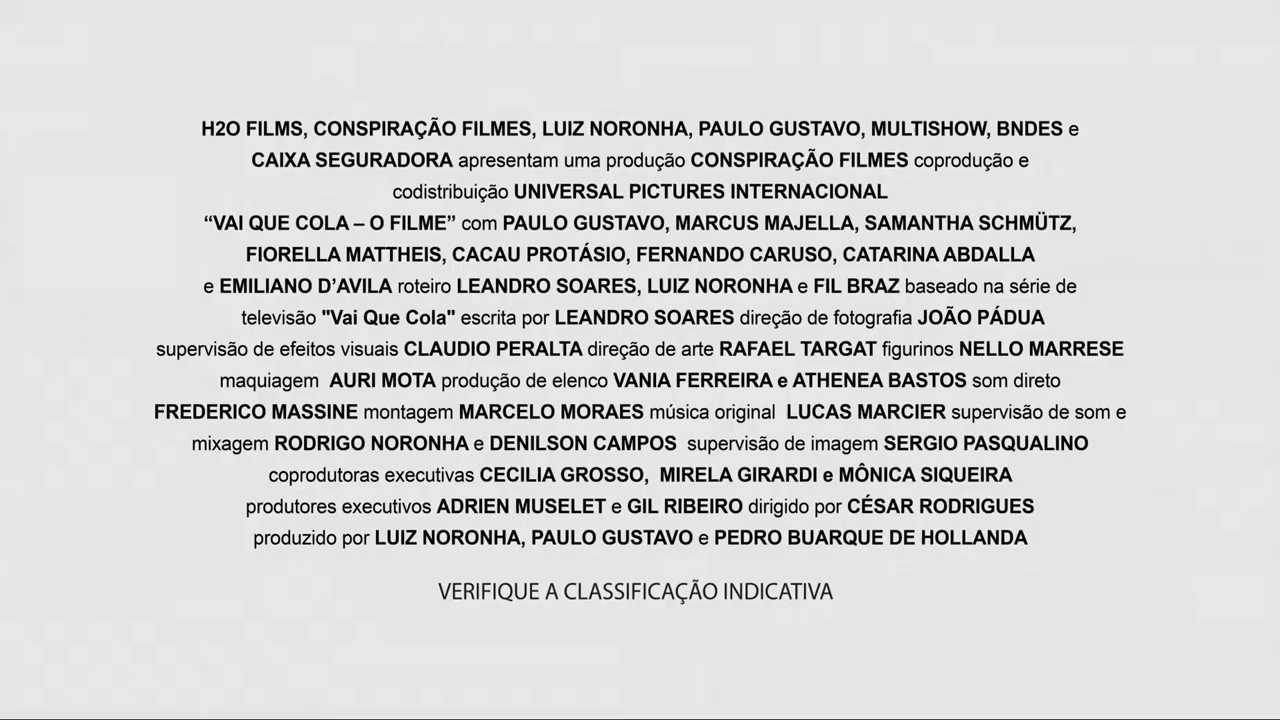 H2O FILMS, CONSPIRAÇÃO FILMES, LUIZ NORONHA, PAULO GUSTAVO, MULTISHOW, BNDES e
CAIXA SEGURADORA apresentam uma produção CONSPIRAÇÃO FILMES coprodução e
codistribuição UNIVERSAL PICTURES INTERNACIONAL
“VAI QUE COLA – O FILME” com PAULO GUSTAVO, MARCUS MAJELLA, SAMANTHA SCHMÜTZ,
FIORELLA MATTHEIS, CACAU PROTÁSIO, FERNANDO CARUSO, CATARINA ABDALLA
e EMILIANO D’AVILA roteiro LEANDRO SOARES, LUIZ NORONHA e FIL BRAZ baseado na série de
televisão "Vai Que Cola" escrita por LEANDRO SOARES direção de fotografia JOÃO PÁDUA
supervisão de efeitos visuais CLAUDIO PERALTA direção de arte RAFAEL TARGAT figurinos NELLO MARRESE
maquiagem AURI MOTA produção de elenco VANIA FERREIRA e ATHENEA BASTOS som direto
FREDERICO MASSINE montagem MARCELO MORAES música original LUCAS MARCIER supervisão de som e
mixagem RODRIGO NORONHA e DENILSON CAMPOS supervisão de imagem SERGIO PASQUALINO
coprodutoras executivas CECILIA GROSSO, MIRELA GIRARDI e MÔNICA SIQUEIRA
produtores executivos ADRIEN MUSELET e GIL RIBEIRO dirigido por CÉSAR RODRIGUES
produzido por LUIZ NORONHA, PAULO GUSTAVO e PEDRO BUARQUE DE HOLLANDA
VERIFIQUE A CLASSIFICAÇÃO INDICATIVA